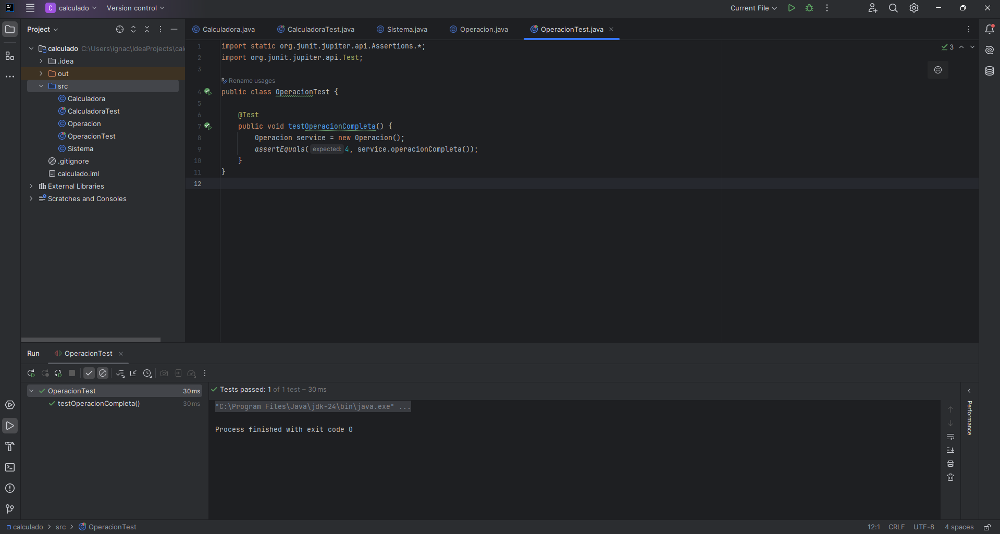 C calculado Version control Current File
Project
Calculadora.java CalculadoraTest.java Sistema.java Operacion.java OperacionTest.java
calculado C:\Users\ignac\IdeaProjects\cal
.idea
out
src
Calculadora
CalculadoraTest
Operacion
OperacionTest
Sistema
.gitignore
calculado.iml
External Libraries
Scratches and Consoles
1 import static org.junit.jupiter.api.Assertions.*;
2 import org.junit.jupiter.api.Test;
3
Rename usages
4 public class OperacionTest {
5
6 @Test
7 public void testOperacionCompleta() {
8 Operacion service = new Operacion();
9 assertEquals( expected: 4, service.operacionCompleta());
10 }
11 }
12
3
Run OperacionTest
OperacionTest 30 ms
testOperacionCompleta() 30 ms
Tests passed: 1 of 1 test – 30 ms
"C:\Program Files\Java\jdk-24\bin\java.exe" ...
Process finished with exit code 0
Performance
calculado > src > OperacionTest
12:1 CRLF UTF-8 4 spaces